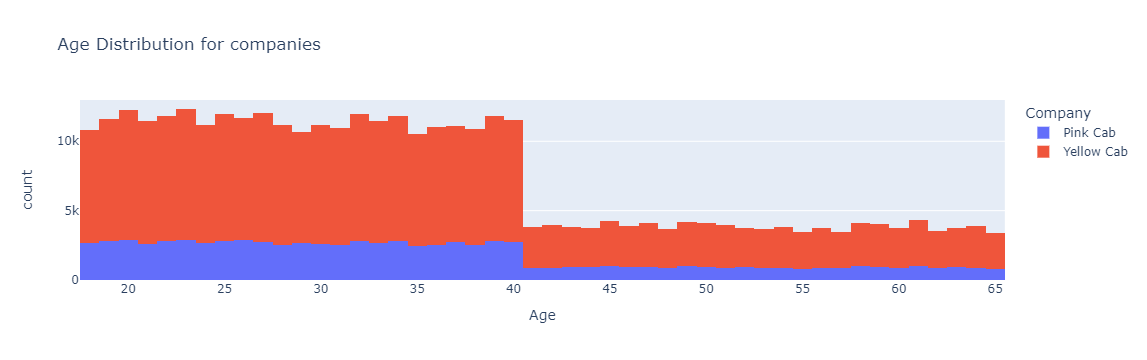 Age Distribution for companies
Company
Pink Cab
Yellow Cab
10k
5k
0
count
20 25 30 35 40 45 50 55 60 65
Age